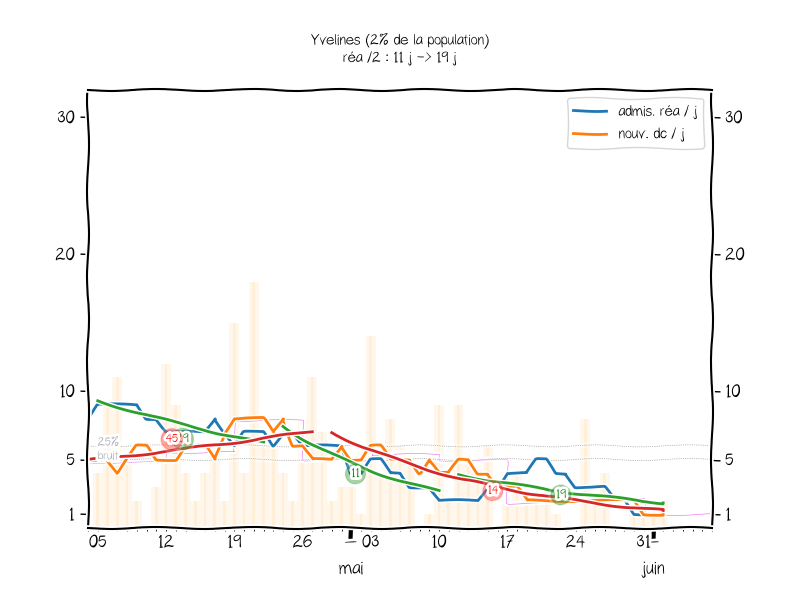 Yvelines (2% de la population)
réa /2 : 11 j -> 19 j
admis. réa / j
nouv. dc / j
30
30
20
20
10
10
25%
bruit
5
5
1
1
45
19
11
14
19
05 12 19 26 03 10 17 24 31
mai juin